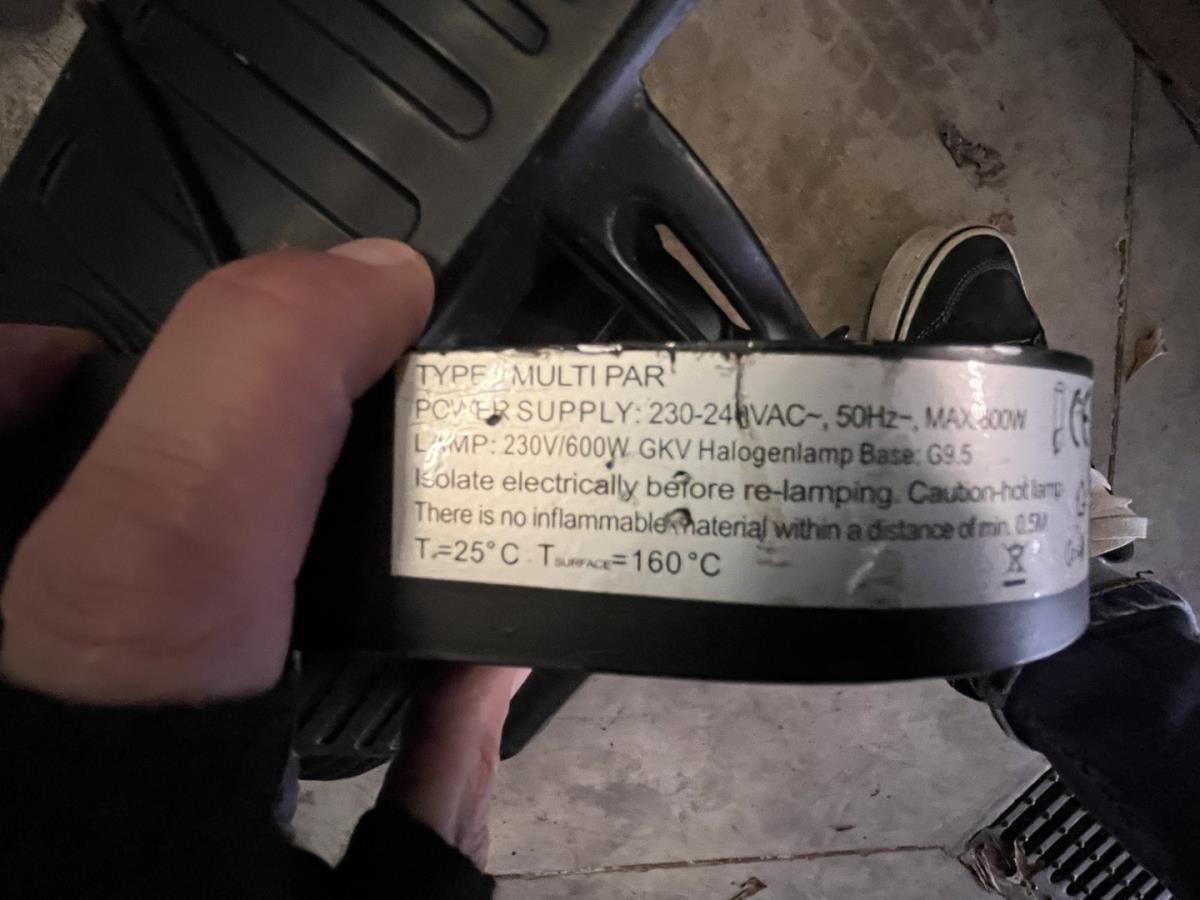 TYPE: MULTI PAR
POWER SUPPLY: 230-240VAC~, 50Hz~, MAX 600W
LAMP: 230V/600W GKV Halogenlamp Base: G9.5
Isolate electrically before re-lamping. Caution-hot lamp
There is no inflammable material within a distance of min. 0.5M
=25°C TSURFACE=160°C
CE